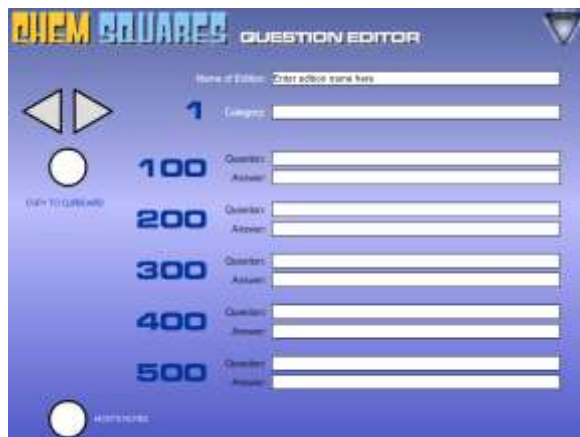 CHEM SQUARES QUESTION EDITOR
Name of Edition: Enter edition name here
1 Category:
100 Question:
Answer:
COPY TO CLIPBOARD
200 Question:
Answer:
300 Question:
Answer:
400 Question:
Answer:
500 Question:
Answer:
HOST'S NOTES